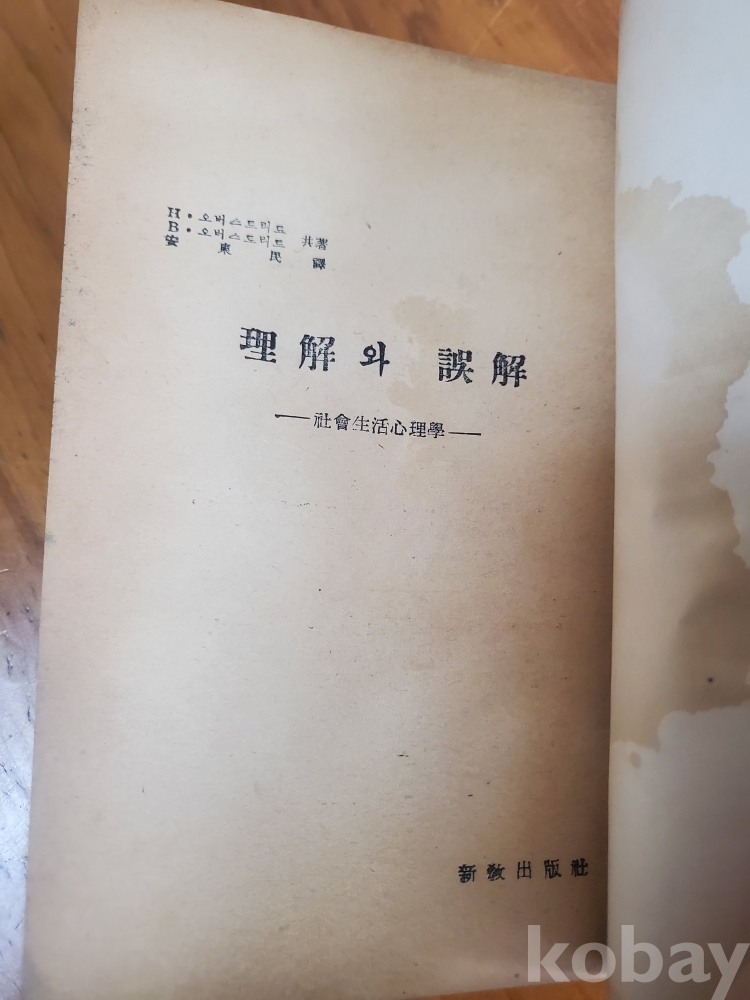 H·오버스트리트
B·오버스트리트 共著
安東民 譯
理解와 誤解
―社會生活心理學―
新敎出版社
kobay